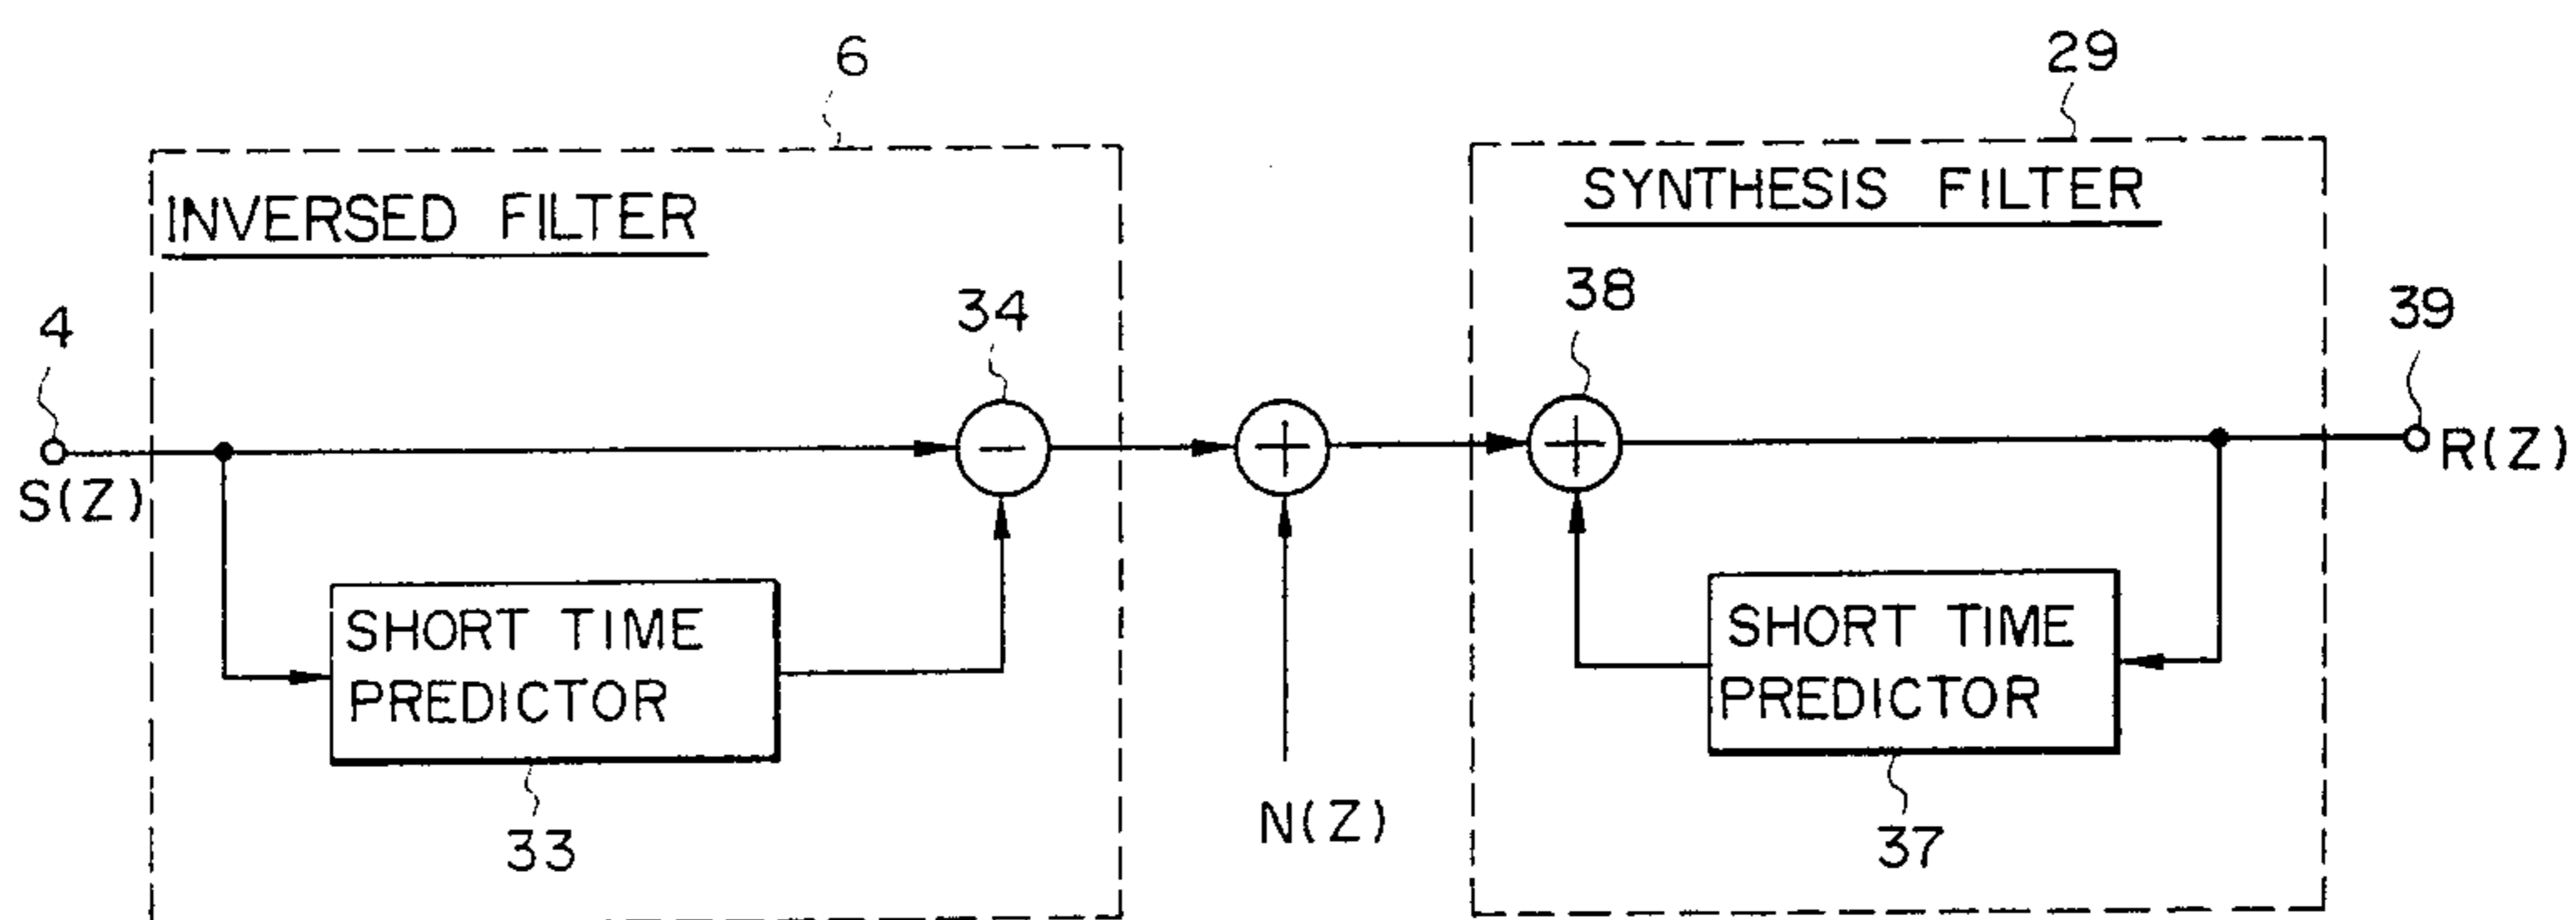 6
29
INVERSED FILTER
SYNTHESIS FILTER
4
34
38
39
S(Z)
−
+
+
R(Z)
SHORT TIME
PREDICTOR
SHORT TIME
PREDICTOR
33
N(Z)
37